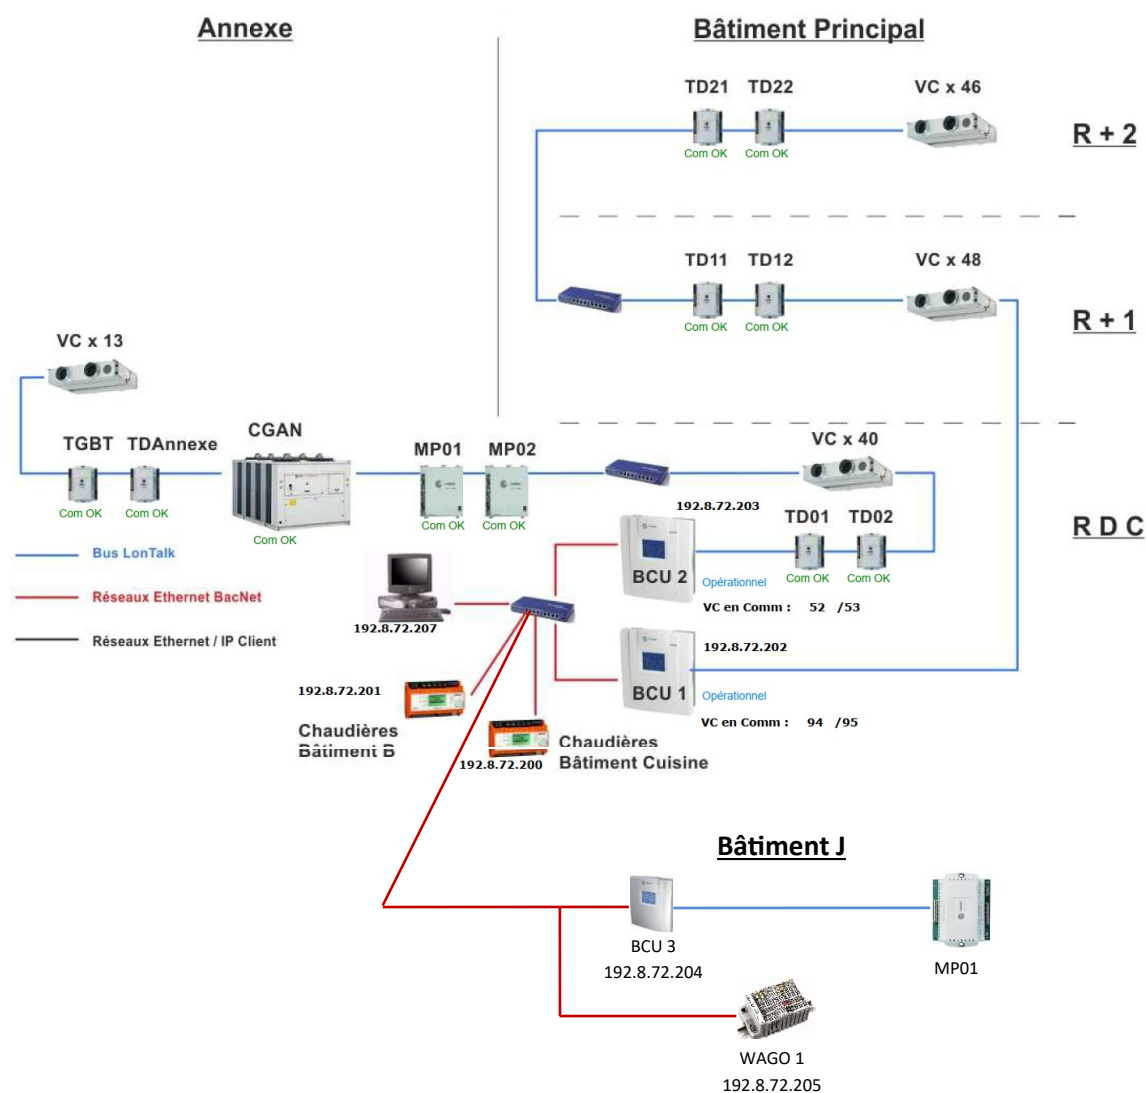 Annexe
Bâtiment Principal
TD21
TD22
VC x 46
Com OK
Com OK
R + 2
TD11
TD12
VC x 48
Com OK
Com OK
R + 1
VC x 13
TGBT
TDAnnexe
CGAN
MP01
MP02
VC x 40
Com OK
Com OK
Com OK
Com OK
Com OK
192.8.72.203
TD01
TD02
R D C
Bus LonTalk
BCU 2
Opérationnel
Com OK
Com OK
Réseaux Ethernet BacNet
VC en Comm : 52 /53
192.8.72.207
Réseaux Ethernet / IP Client
192.8.72.202
192.8.72.201
BCU 1
Opérationnel
VC en Comm : 94 /95
Chaudières
Bâtiment B
192.8.72.200
Chaudières
Bâtiment Cuisine
Bâtiment J
BCU 3
192.8.72.204
MP01
WAGO 1
192.8.72.205